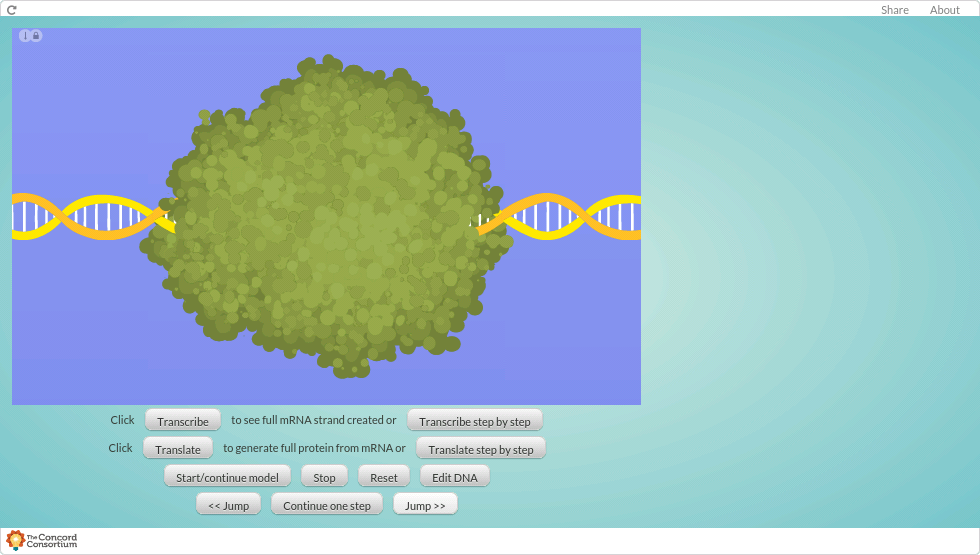 Share About
Click Transcribe to see full mRNA strand created or Transcribe step by step
Click Translate to generate full protein from mRNA or Translate step by step
Start/continue model Stop Reset Edit DNA
<< Jump Continue one step Jump >>
The Concord
Consortium